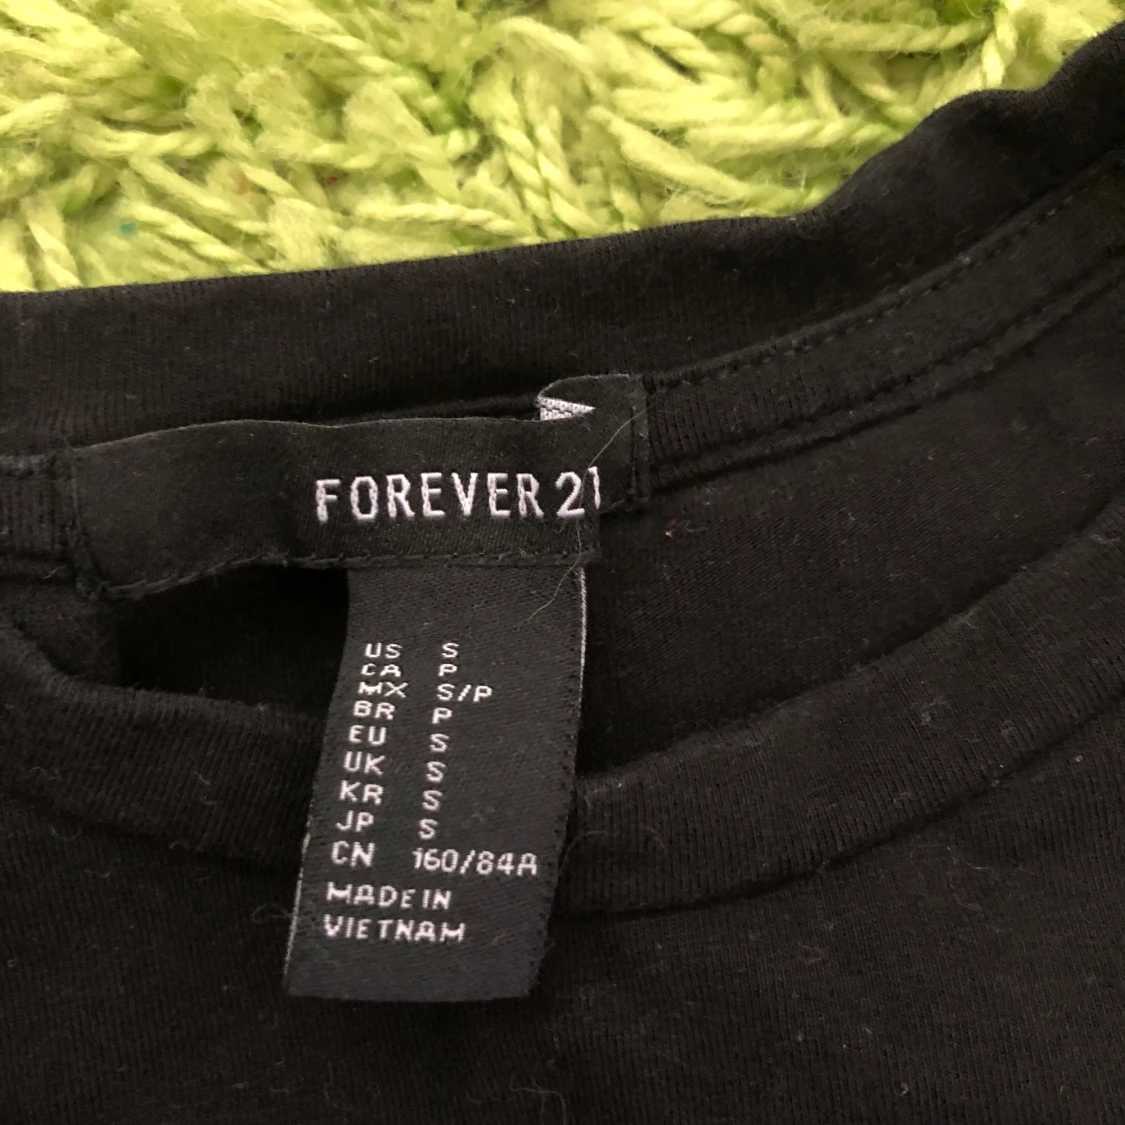 FOREVER 21
US S
CA P
MX S/P
BR P
EU S
UK S
KR S
JP S
CN 160/84A
MADE IN
VIETNAM